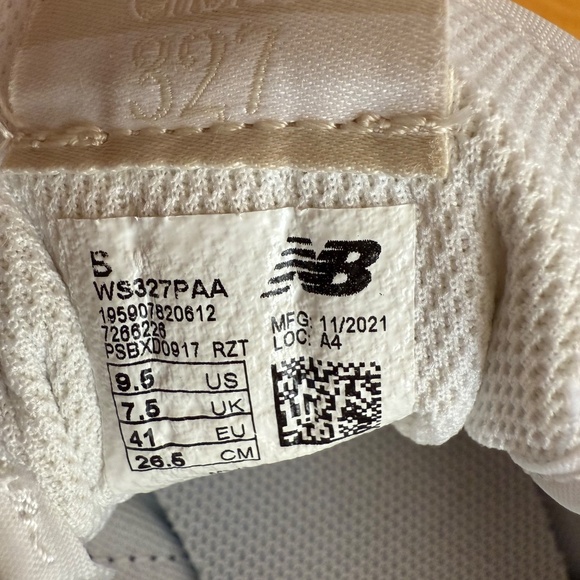 327
B
WS327PAA
195907820612
7266226
PSBXD0917 RZT
9.5 US
7.5 UK
41 EU
26.5 CM
NB
MFG: 11/2021
LOC: A4